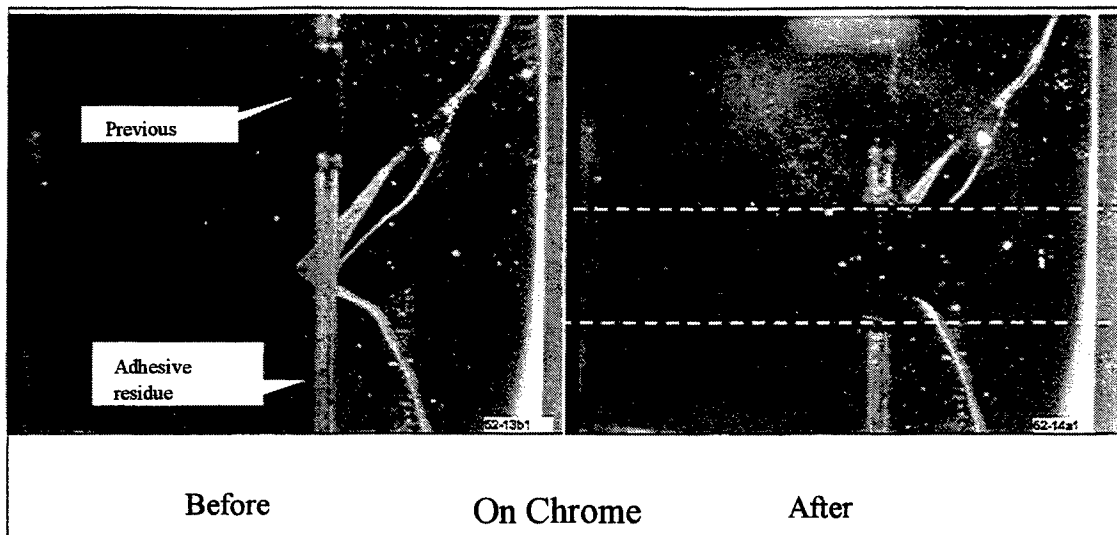 Previous
Adhesive
residue
62-13b1
62-14a1
Before
On Chrome
After